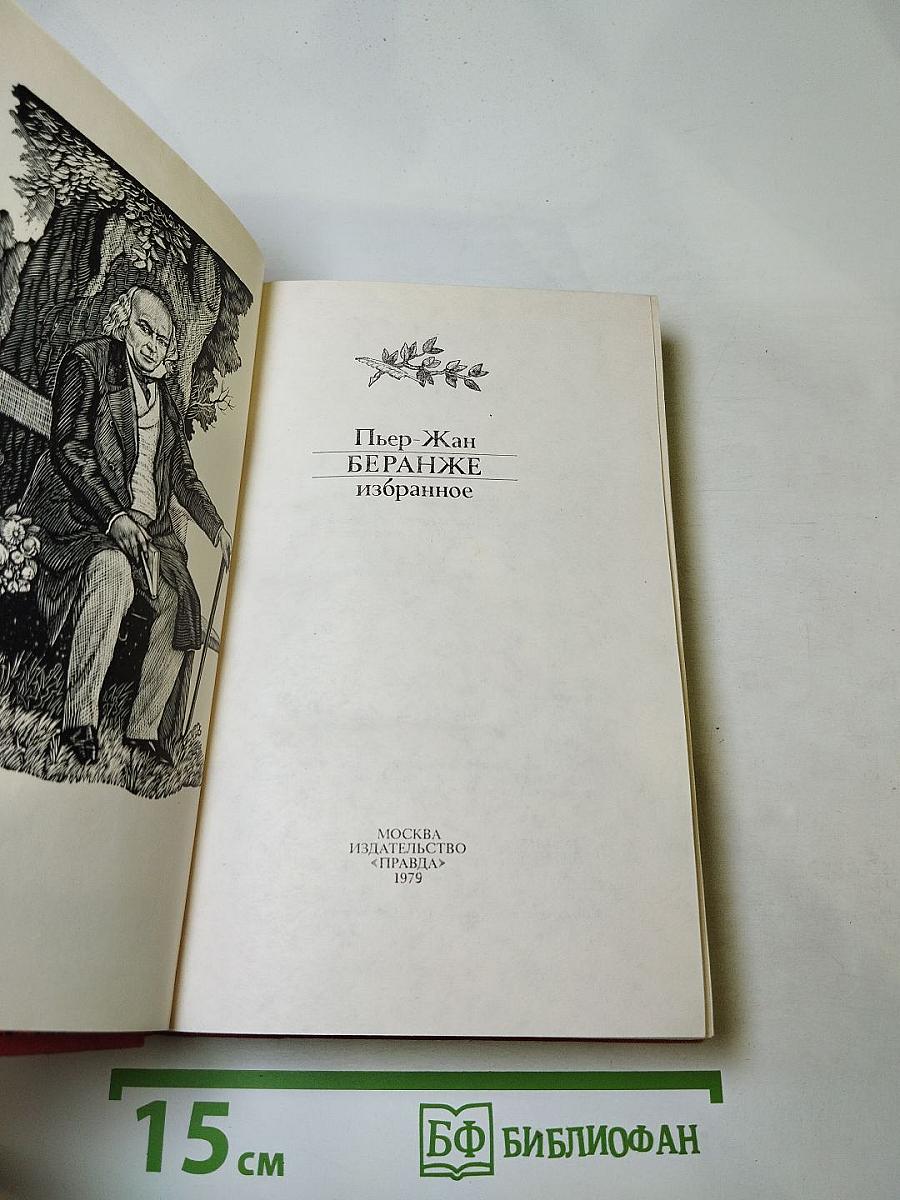 Пьер-Жан
БЕРАНЖЕ
избранное
МОСКВА
ИЗДАТЕЛЬСТВО
«ПРАВДА»
1979
15 см
БФ БИБЛИОФАН